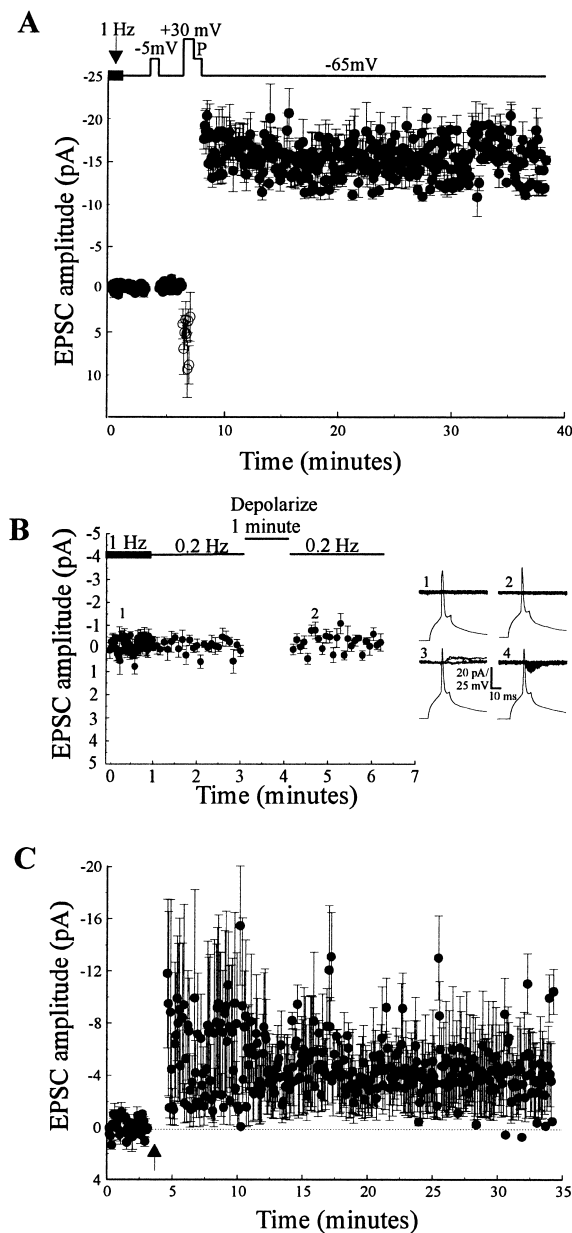 A
1 Hz
+30 mV
-5mV
P
-65mV
-25
-20
-15
-10
-5
0
5
10
EPSC amplitude (pA)
0 10 20 30 40
Time (minutes)
B
Depolarize
1 minute
1 Hz
0.2 Hz
0.2 Hz
-5
-4
-3
-2
-1
0
1
2
3
4
5
EPSC amplitude (pA)
1
2
0 1 2 3 4 5 6 7
Time (minutes)
1
2
3
4
20 pA/
25 mV
10 ms
C
-20
-16
-12
-8
-4
0
4
EPSC amplitude (pA)
0 5 10 15 20 25 30 35
Time (minutes)